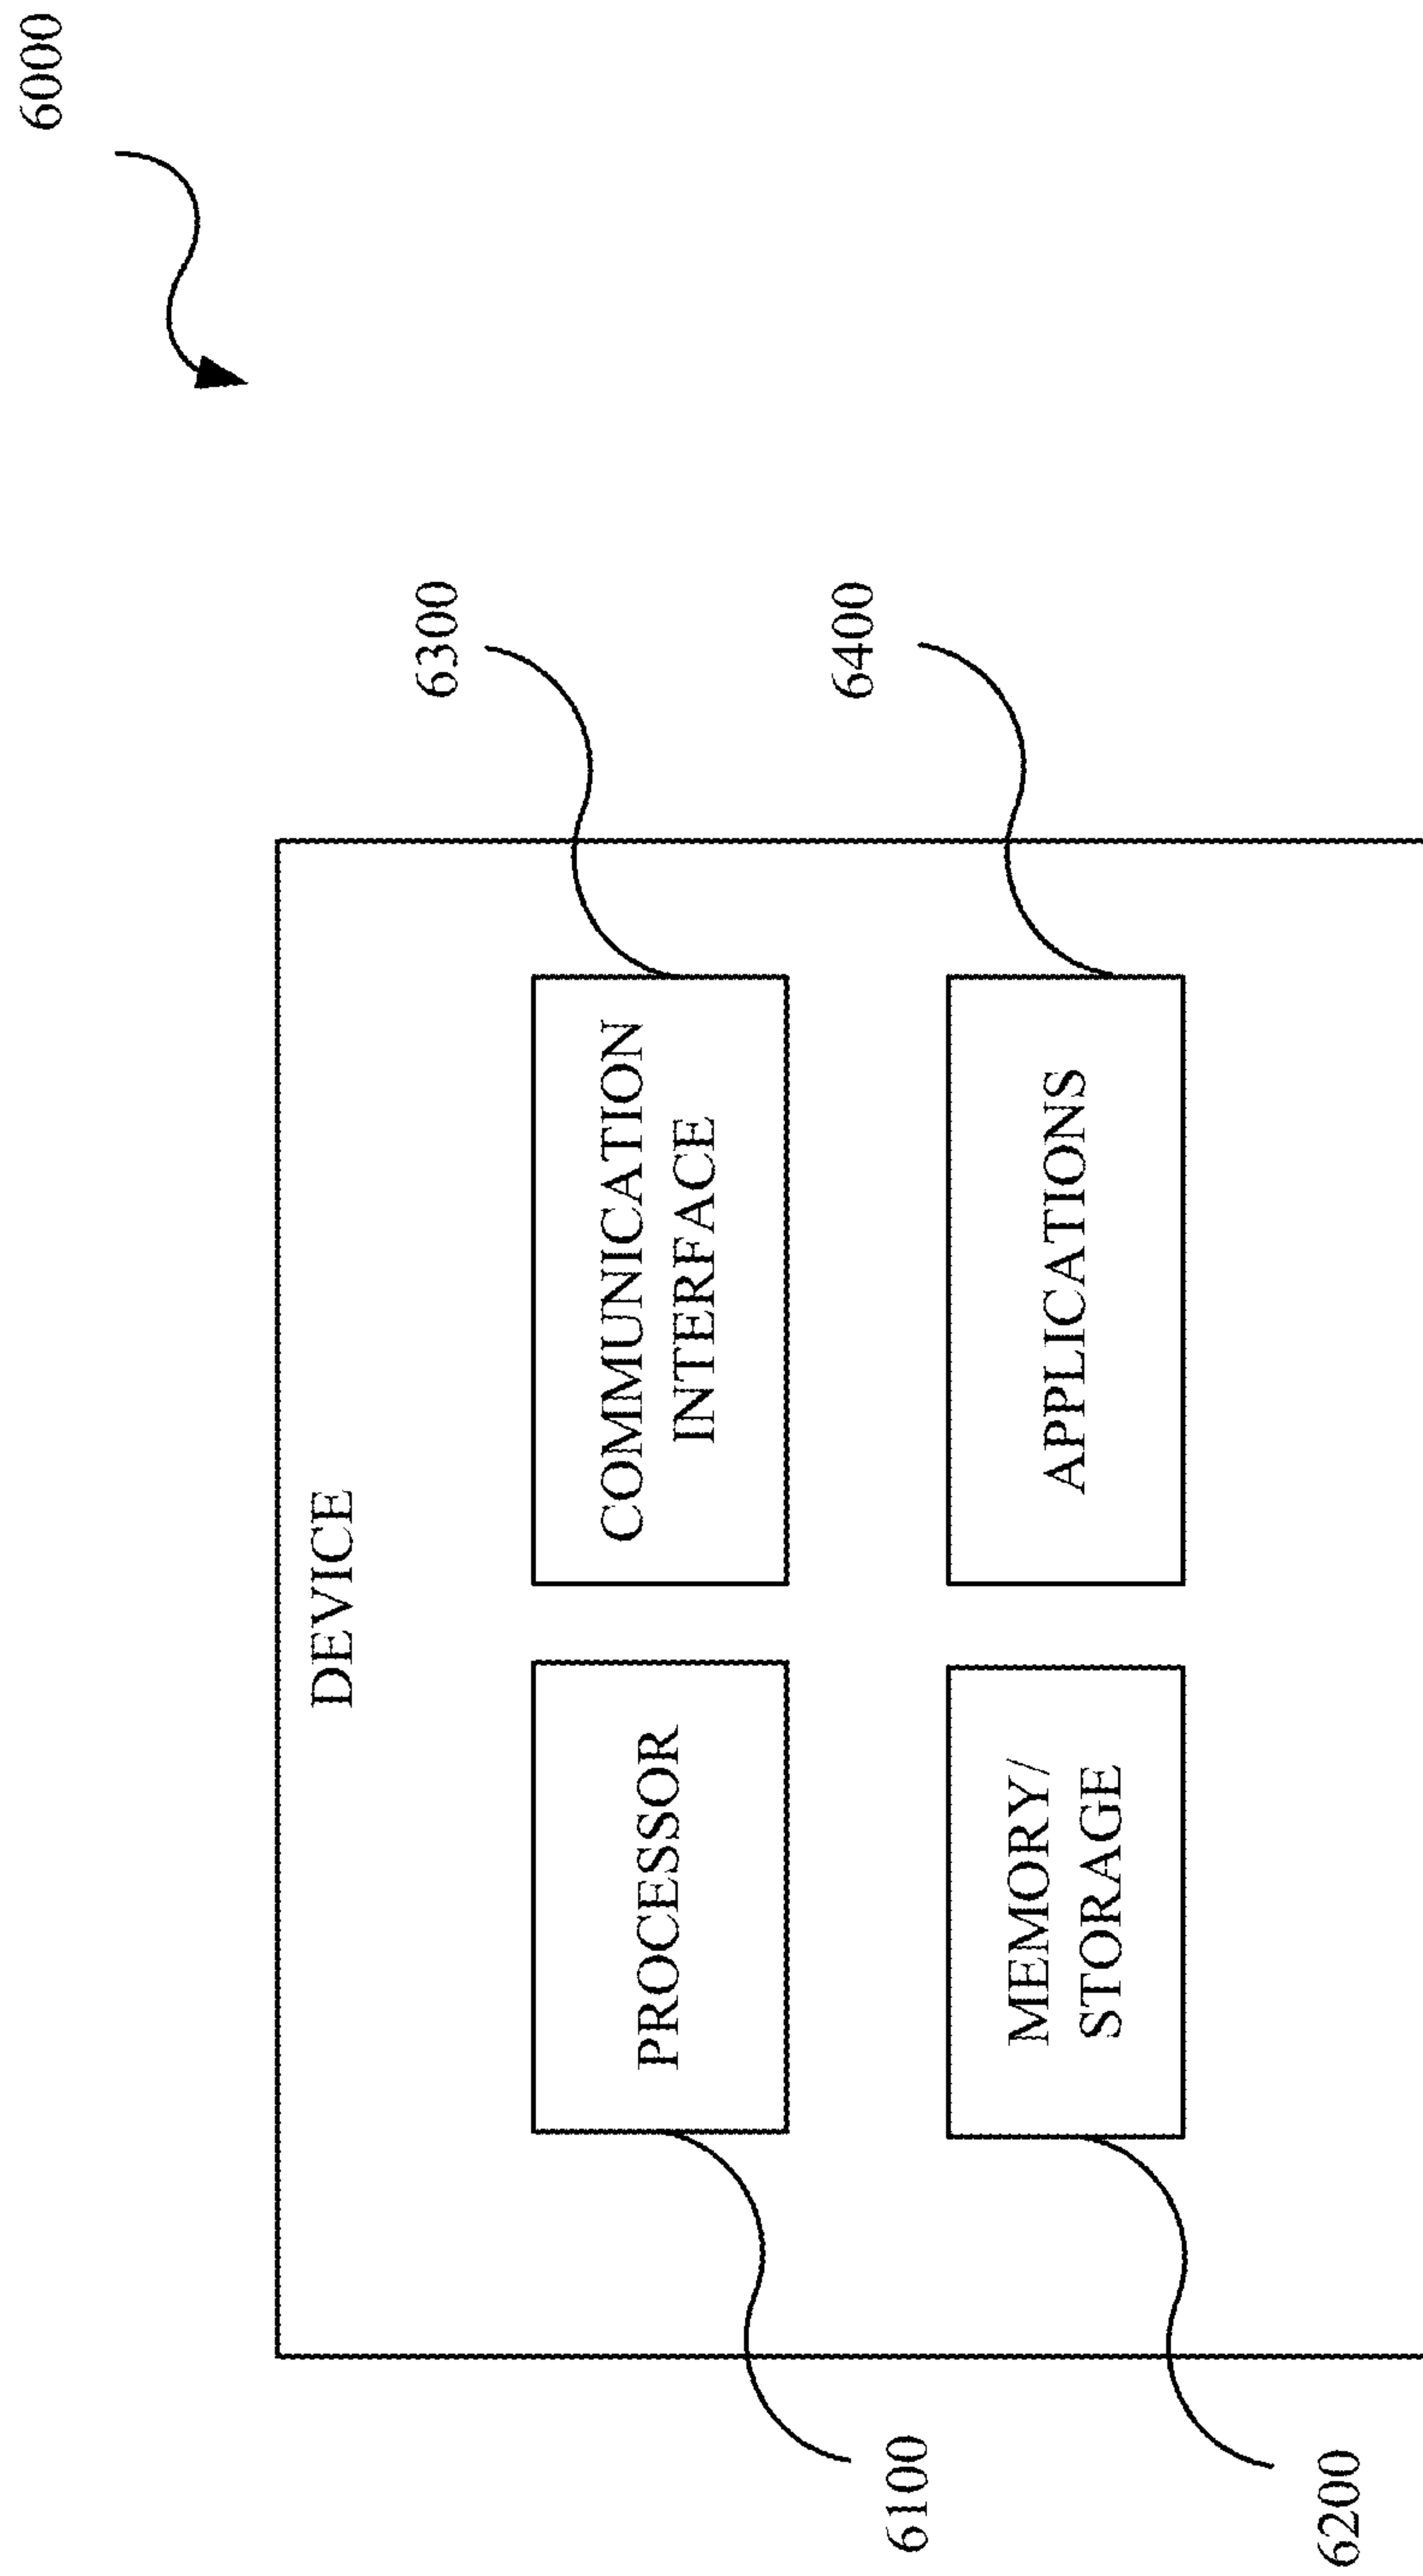 6000
DEVICE
6300
PROCESSOR
COMMUNICATION
INTERFACE
6100
6400
MEMORY/
STORAGE
APPLICATIONS
6200